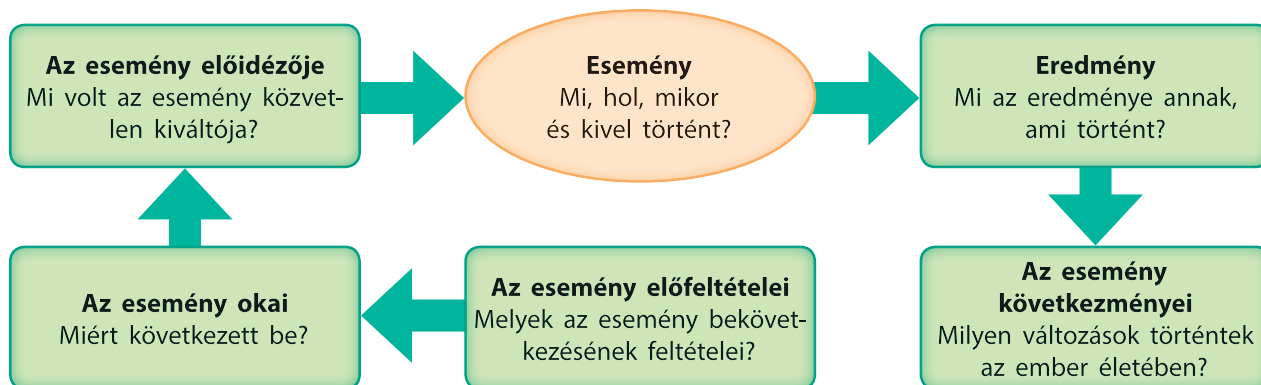 Az esemény előidézője
Mi volt az esemény közvet-
len kiváltója?
Esemény
Mi, hol, mikor
és kivel történt?
Eredmény
Mi az eredménye annak,
ami történt?
Az esemény okai
Miért következett be?
Az esemény előfeltételei
Melyek az esemény bekövet-
kezésének feltételei?
Az esemény
következményei
Milyen változások történtek
az ember életében?